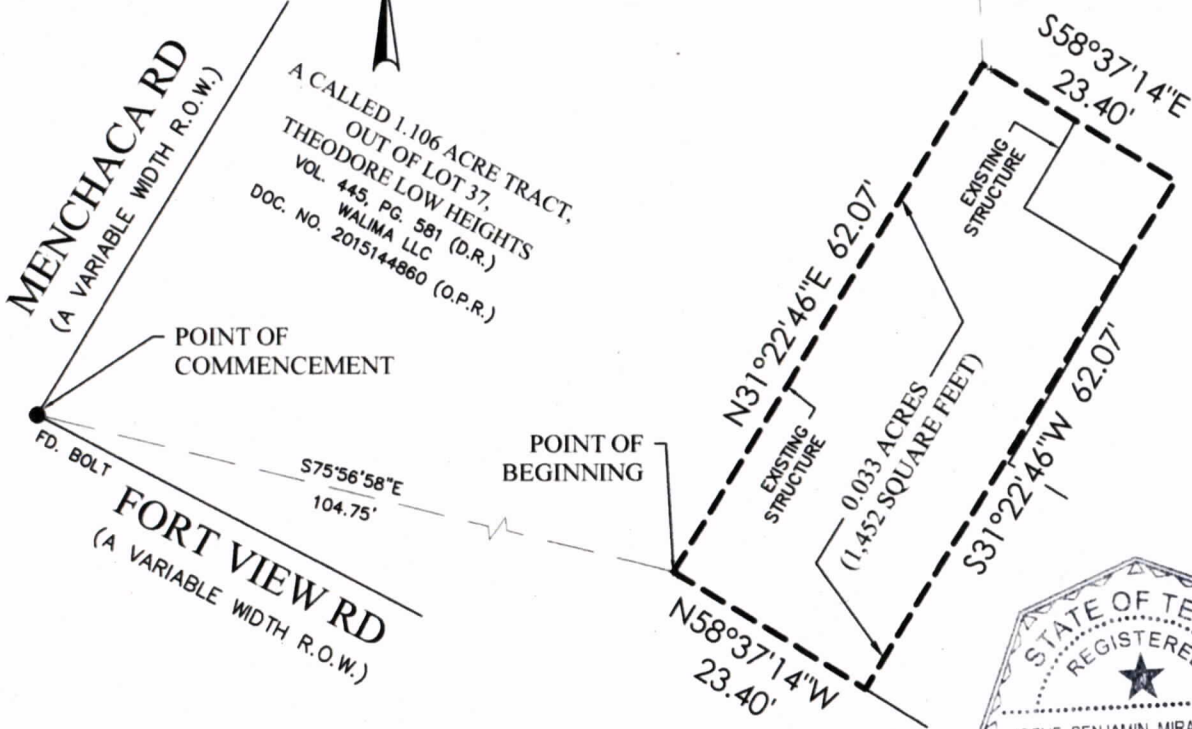 MENCHACA RD
(A VARIABLE WIDTH R.O.W.)
A CALLED 1.106 ACRE TRACT,
OUT OF LOT 37,
THEODORE LOW HEIGHTS
VOL. 445, PG. 581 (D.R.)
WALIMA LLC
DOC. NO. 2015144860 (O.P.R.)
POINT OF
COMMENCEMENT
FD. BOLT
S75°56'58"E
104.75'
FORT VIEW RD
(A VARIABLE WIDTH R.O.W.)
POINT OF
BEGINNING
N31°22'46"E 62.07'
S58°37'14"E
23.40'
EXISTING
STRUCTURE
EXISTING
STRUCTURE
0.033 ACRES
(1,452 SQUARE FEET)
S31°22'46"W 62.07'
N58°37'14"W
23.40'
STATE OF TE
REGISTERE
BENJAMIN MIRA